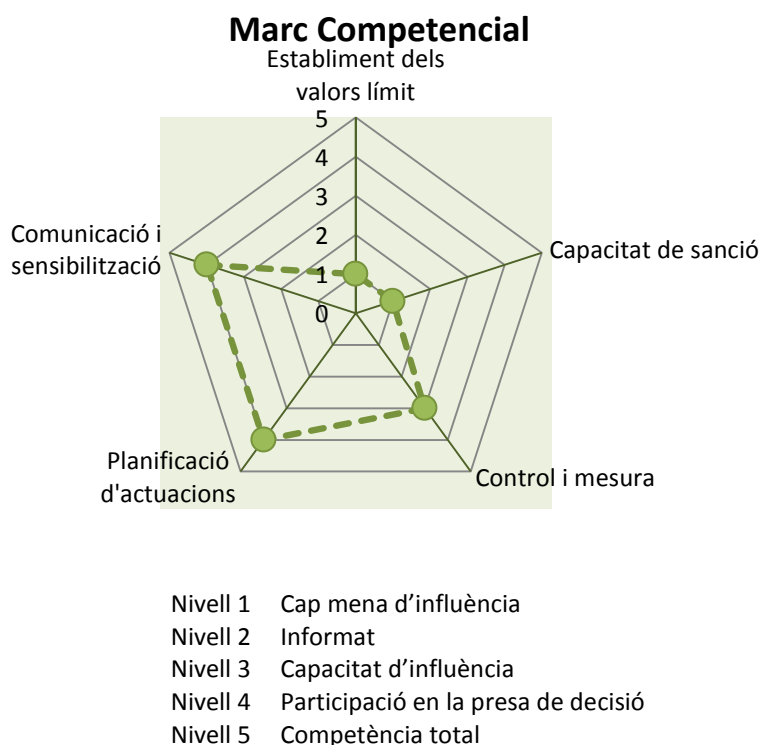 Marc Competencial
Establiment dels
valors límit
5
4
3
2
1
0
Comunicació i
sensibilització
Capacitat de sanció
Planificació
d'actuacions
Control i mesura
Nivell 1 Cap mena d’influència
Nivell 2 Informat
Nivell 3 Capacitat d’influència
Nivell 4 Participació en la presa de decisió
Nivell 5 Competència total